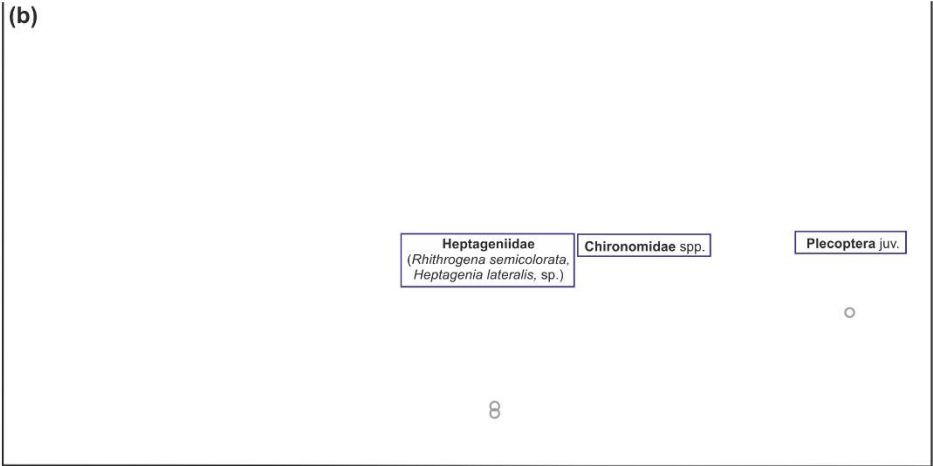 (b)
Heptageniidae
(Rhithrogena semicolorata,
Heptagenia lateralis, sp.)
Chironomidae spp.
Plecoptera juv.